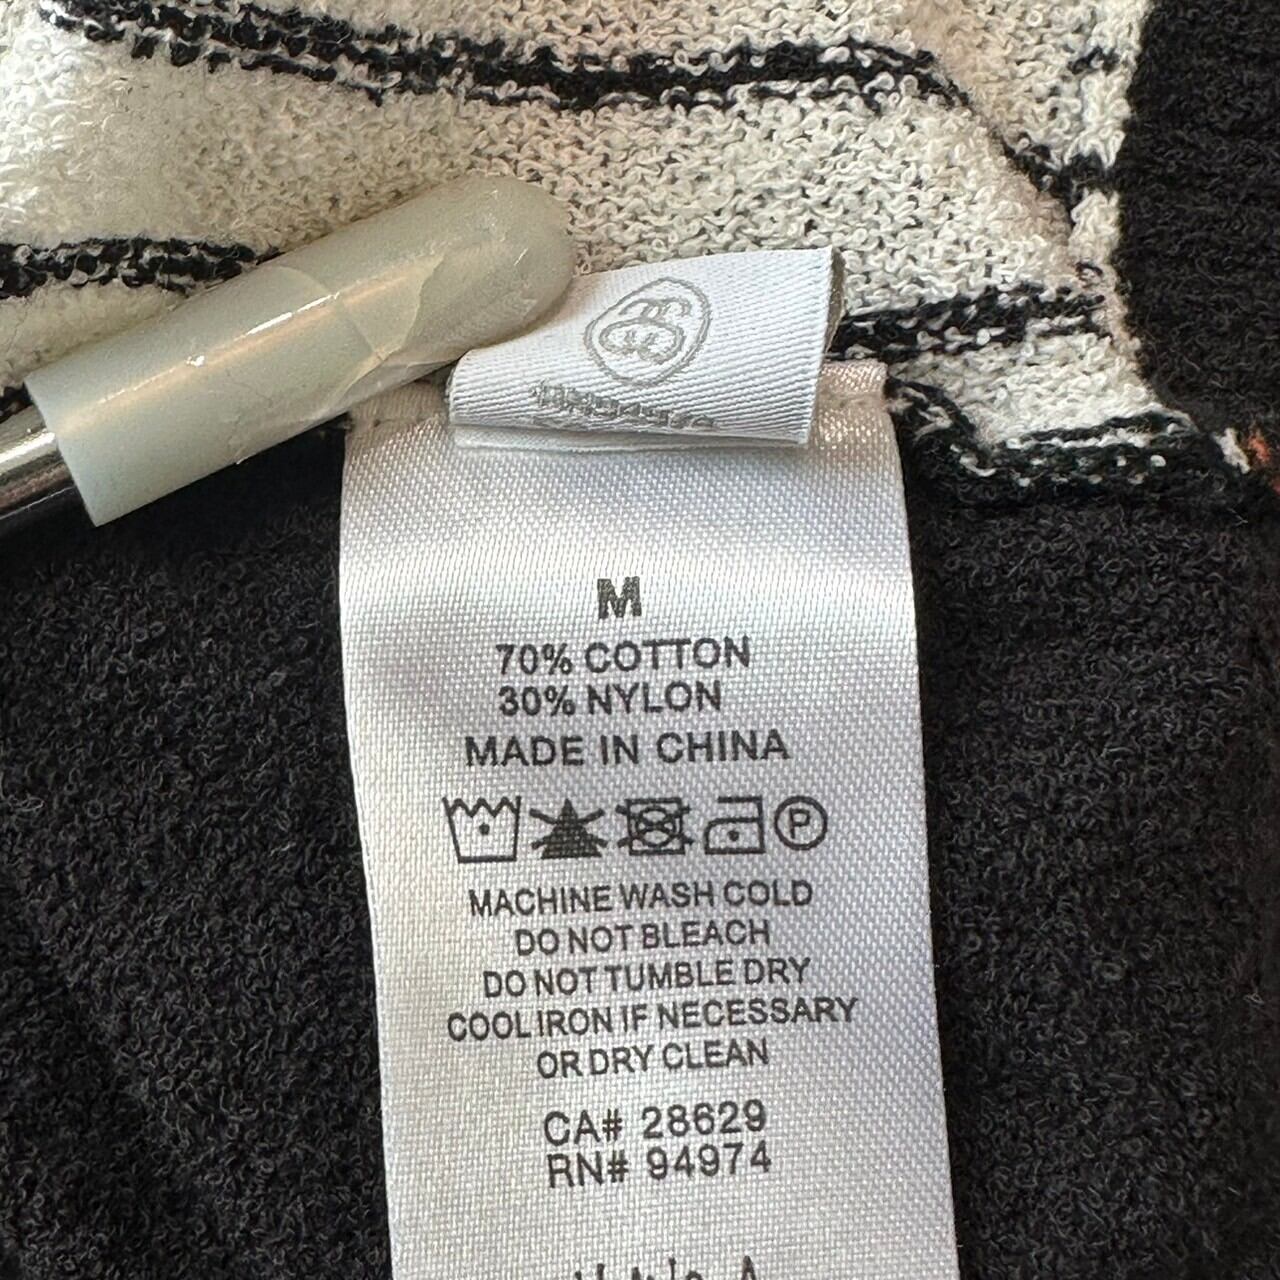 M
70% COTTON
30% NYLON
MADE IN CHINA
P
MACHINE WASH COLD
DO NOT BLEACH
DO NOT TUMBLE DRY
COOL IRON IF NECESSARY
OR DRY CLEAN
CA# 28629
RN# 94974